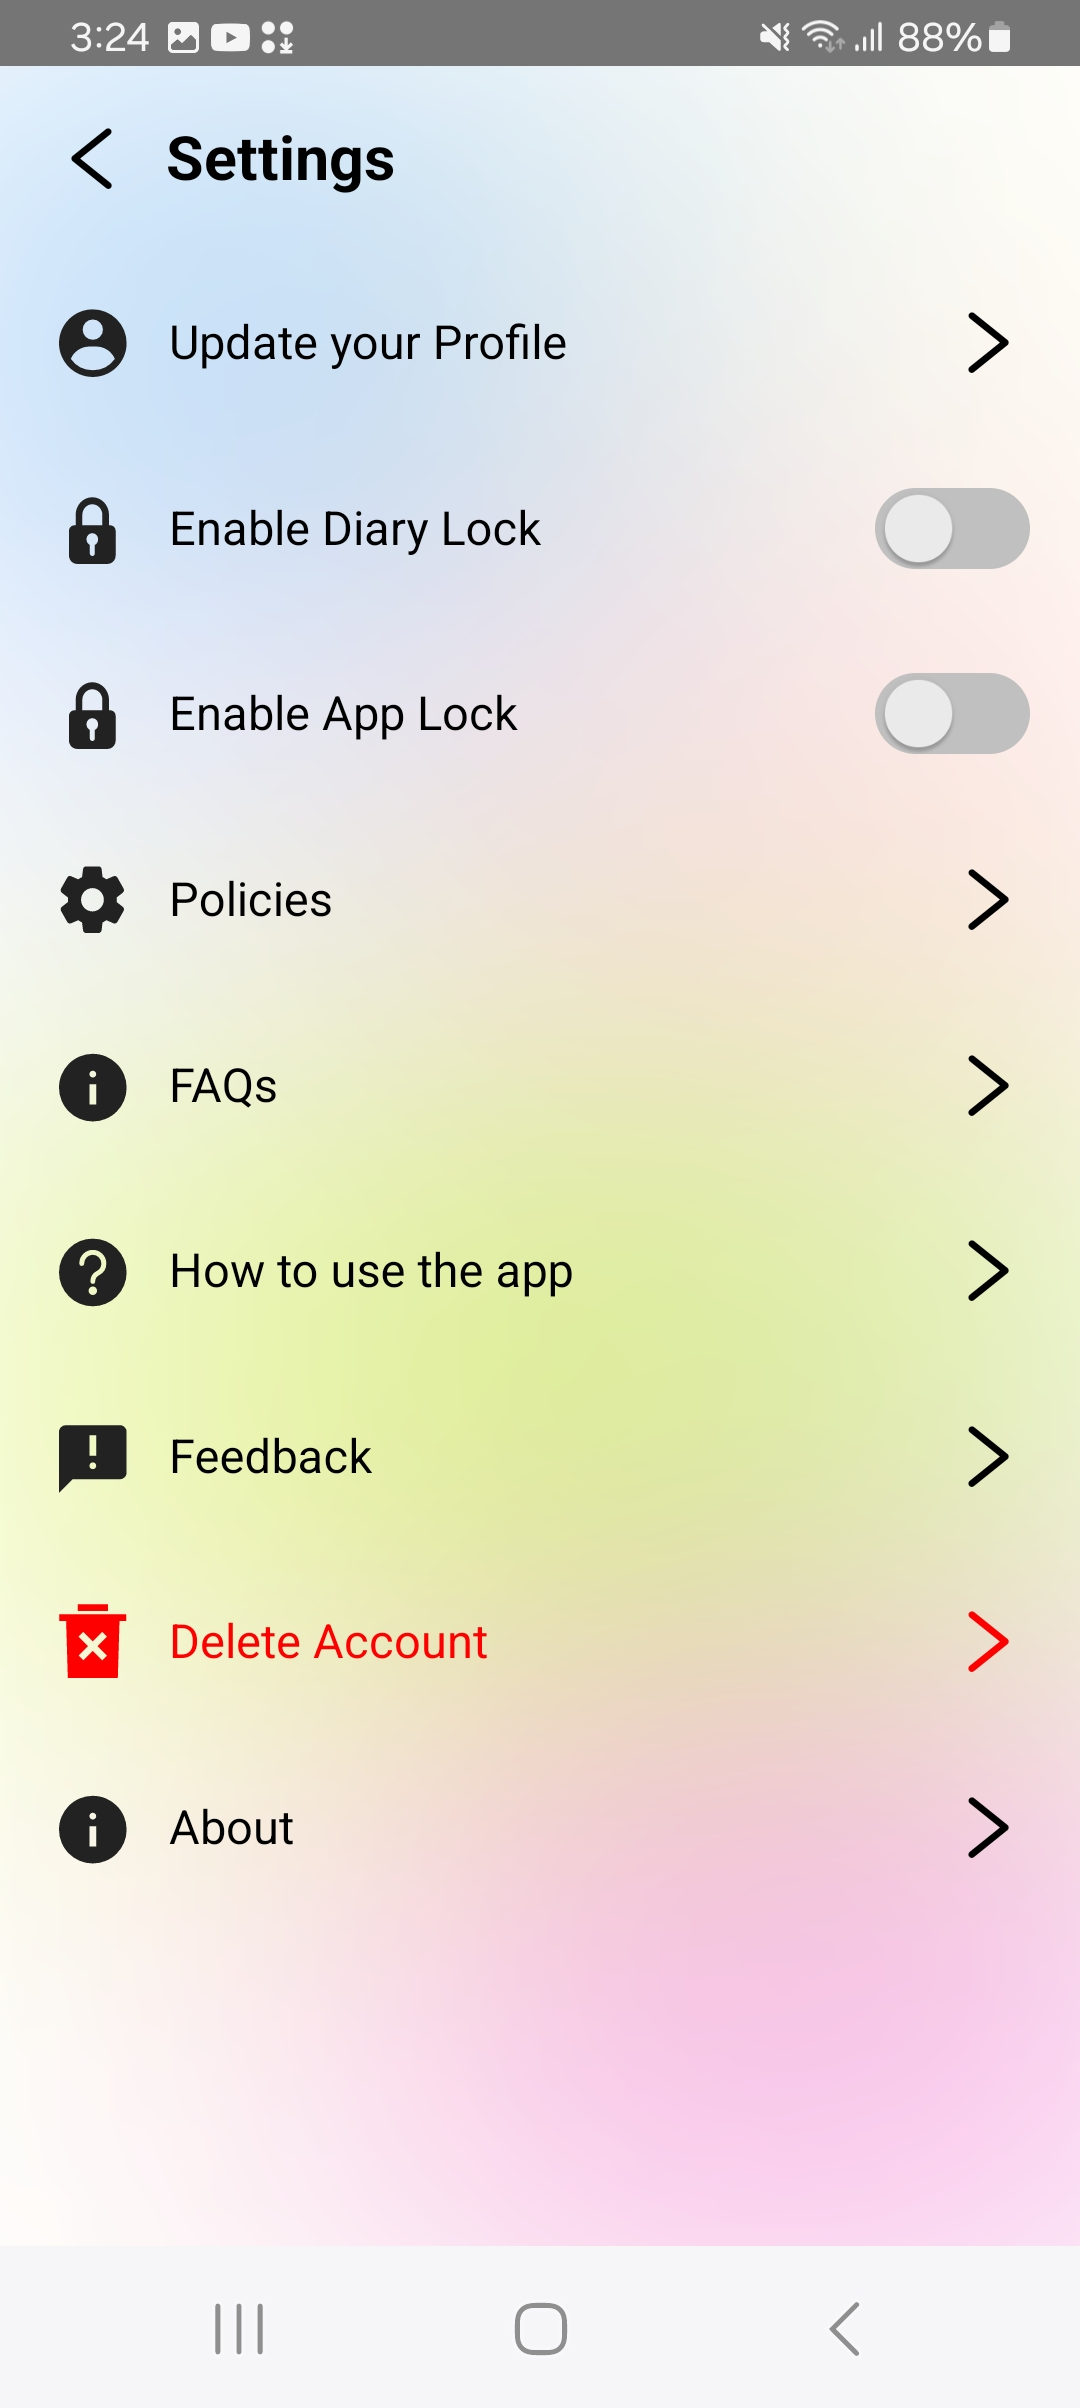 3:24 88%
Settings
Update your Profile
Enable Diary Lock
Enable App Lock
Policies
FAQs
How to use the app
Feedback
Delete Account
About